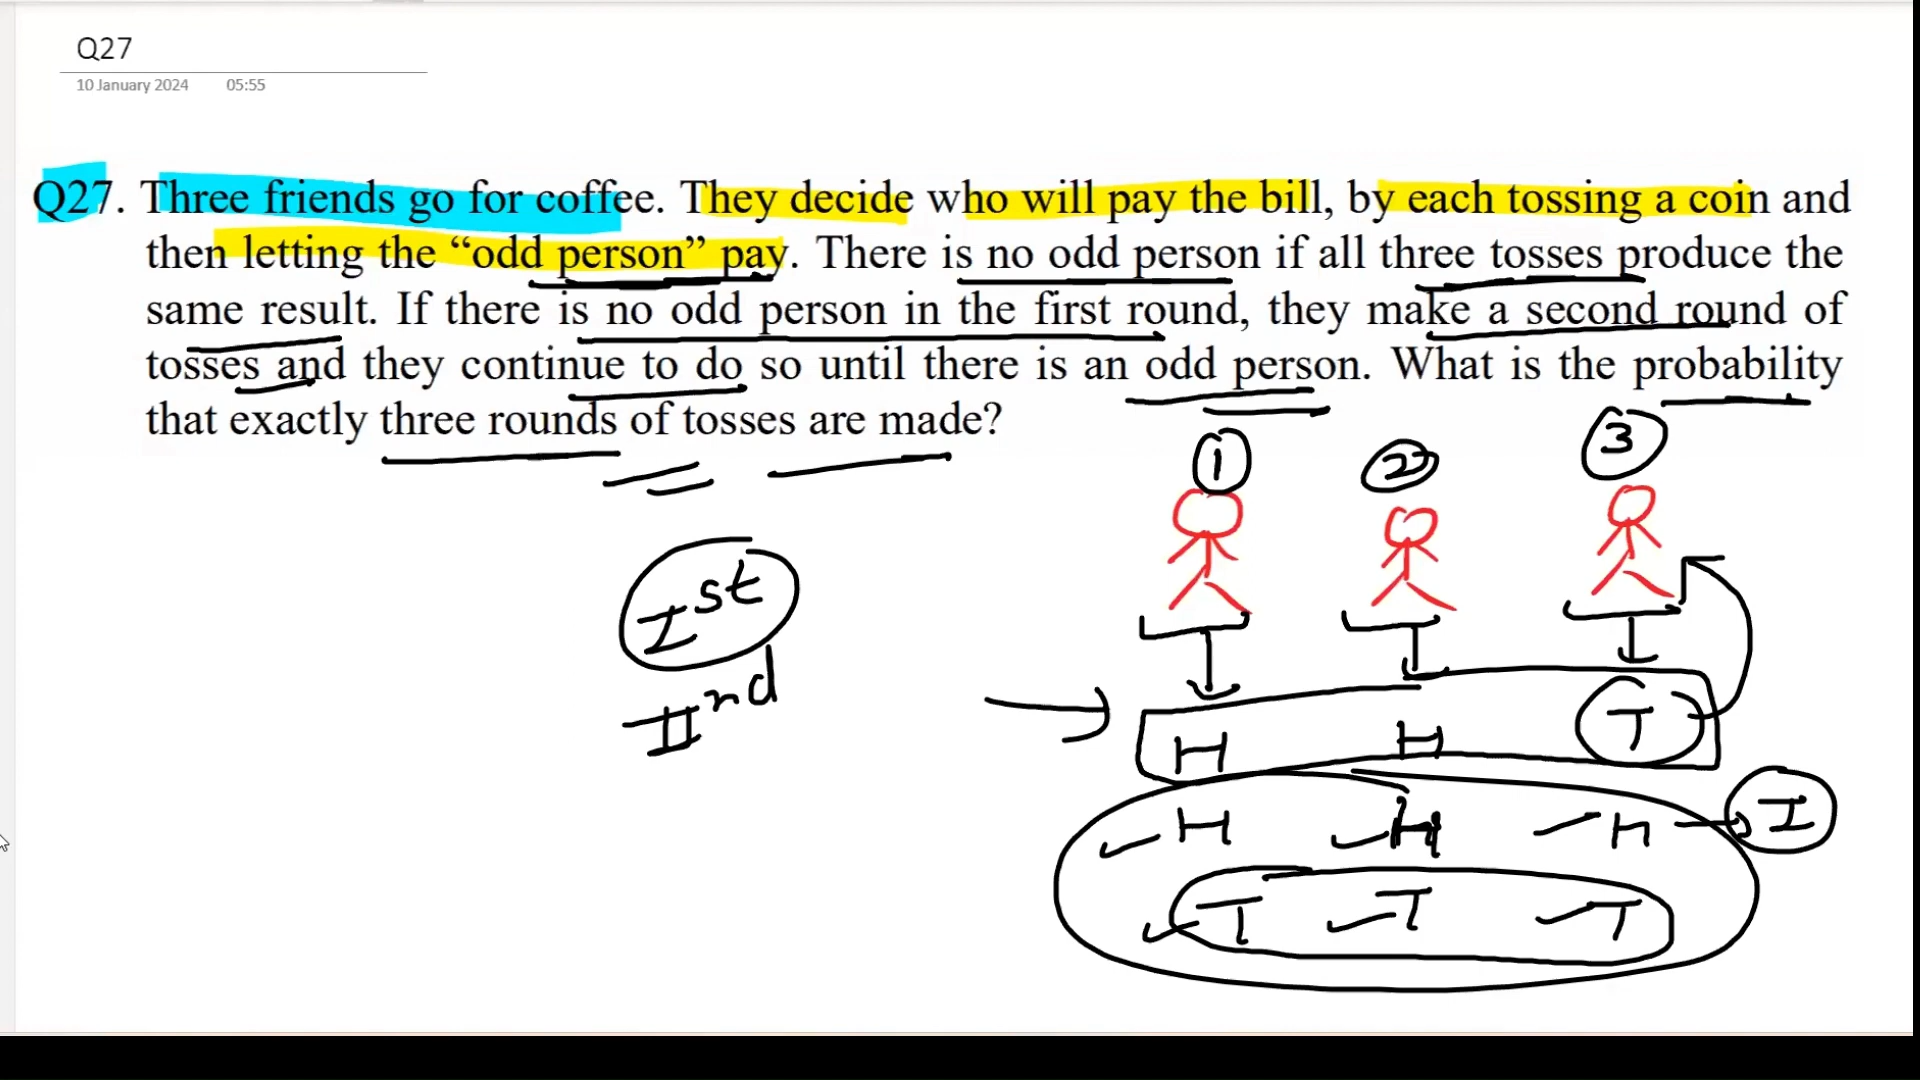 Q27
10 January 2024 05:55
Q27. Three friends go for coffee. They decide who will pay the bill, by each tossing a coin and
then letting the “odd person” pay. There is no odd person if all three tosses produce the
same result. If there is no odd person in the first round, they make a second round of
tosses and they continue to do so until there is an odd person. What is the probability
that exactly three rounds of tosses are made?
1 2 3
Ist
IInd
H H T
H H H I
T T T